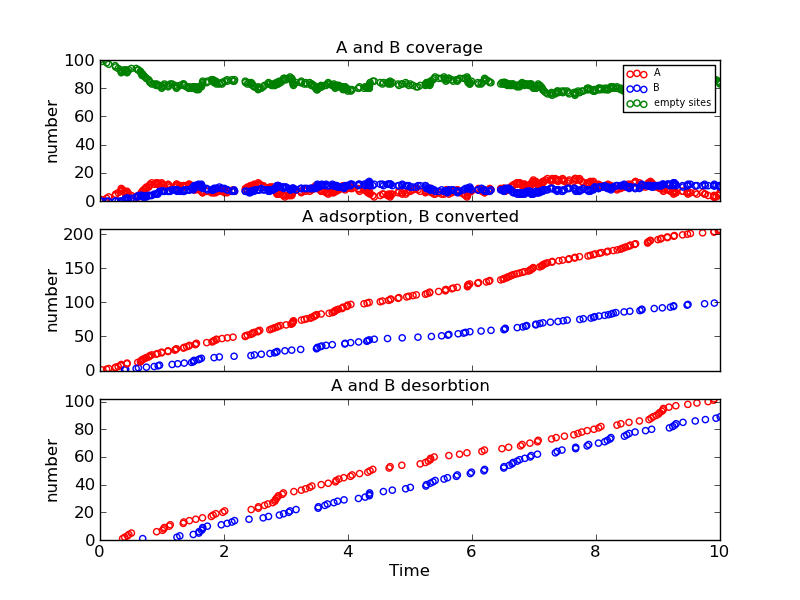 A and B coverage
100
80
60
40
20
0
number
A
B
empty sites
A adsorption, B converted
200
150
100
50
0
number
A and B desorbtion
100
80
60
40
20
0
number
0 2 4 6 8 10
Time